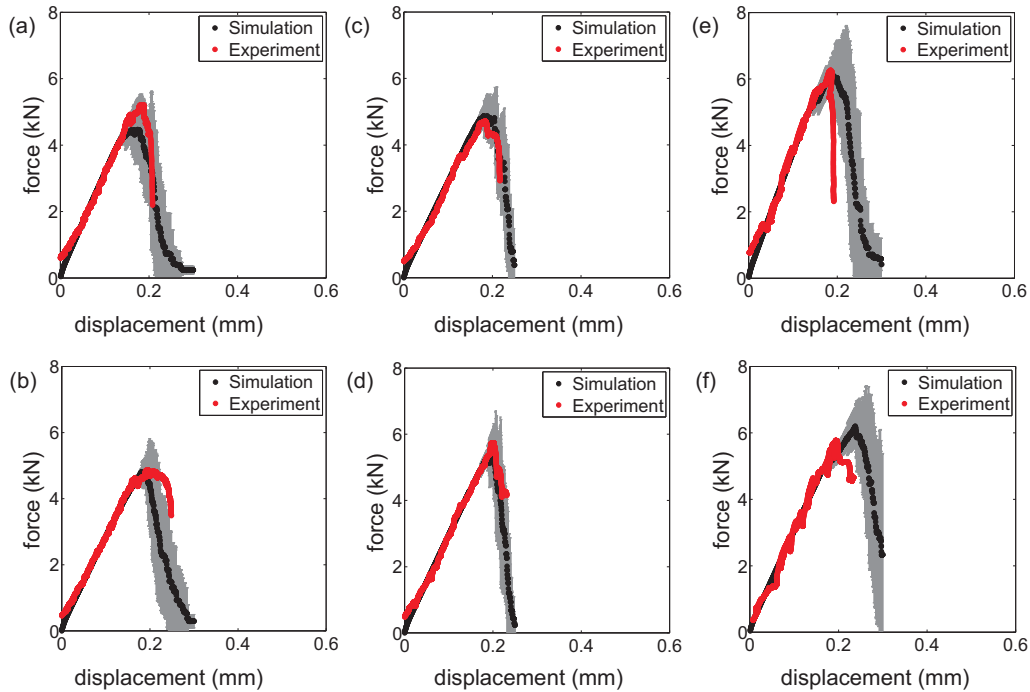 (a)
8
6
4
2
0
force (kN)
Simulation
Experiment
0 0.2 0.4 0.6
displacement (mm)
(c)
8
6
4
2
0
force (kN)
Simulation
Experiment
0 0.2 0.4 0.6
displacement (mm)
(e)
8
6
4
2
0
force (kN)
Simulation
Experiment
0 0.2 0.4 0.6
displacement (mm)
(b)
8
6
4
2
0
force (kN)
Simulation
Experiment
0 0.2 0.4 0.6
displacement (mm)
(d)
8
6
4
2
0
force (kN)
Simulation
Experiment
0 0.2 0.4 0.6
displacement (mm)
(f)
8
6
4
2
0
force (kN)
Simulation
Experiment
0 0.2 0.4 0.6
displacement (mm)